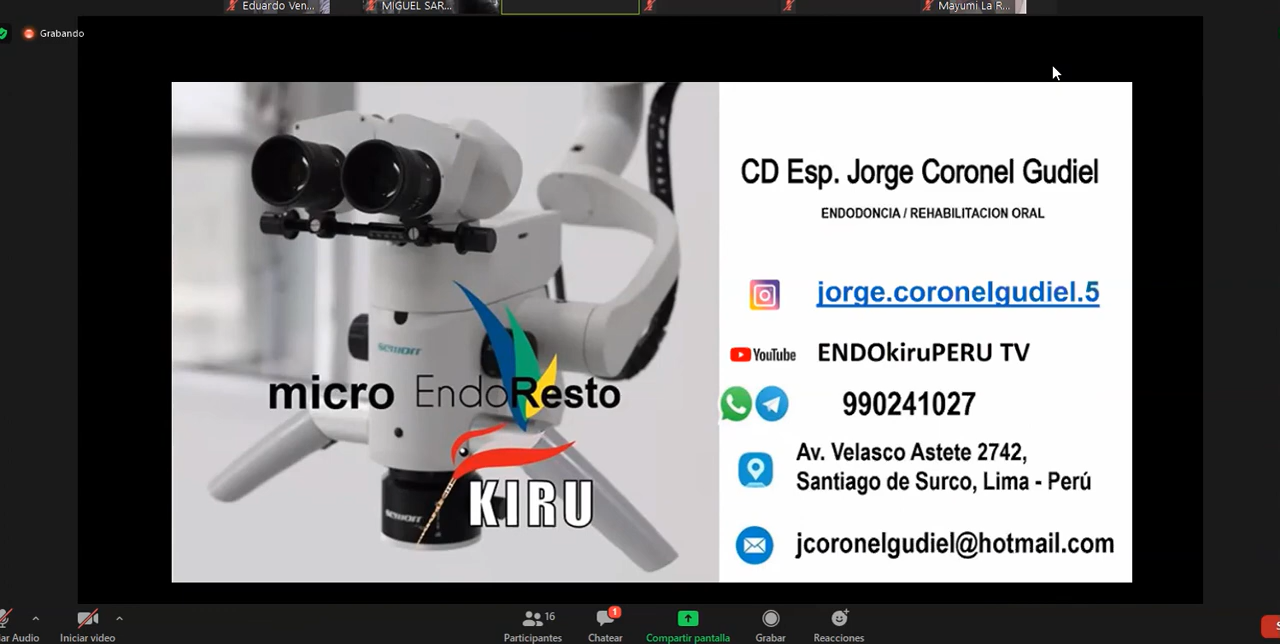 Eduardo Ven...
MIGUEL SAR...
Mayumi La R...
Grabando
CD Esp. Jorge Coronel Gudiel
ENDODONCIA / REHABILITACION ORAL
jorge.coronelgudiel.5
YouTube ENDOkiruPERU TV
990241027
Av. Velasco Astete 2742,
Santiago de Surco, Lima - Perú
jcoronelgudiel@hotmail.com
semorr
micro EndoResto
KIRU
semorr
ar Audio
Iniciar video
16
Participantes
1
Chatear
Compartir pantalla
Grabar
Reacciones